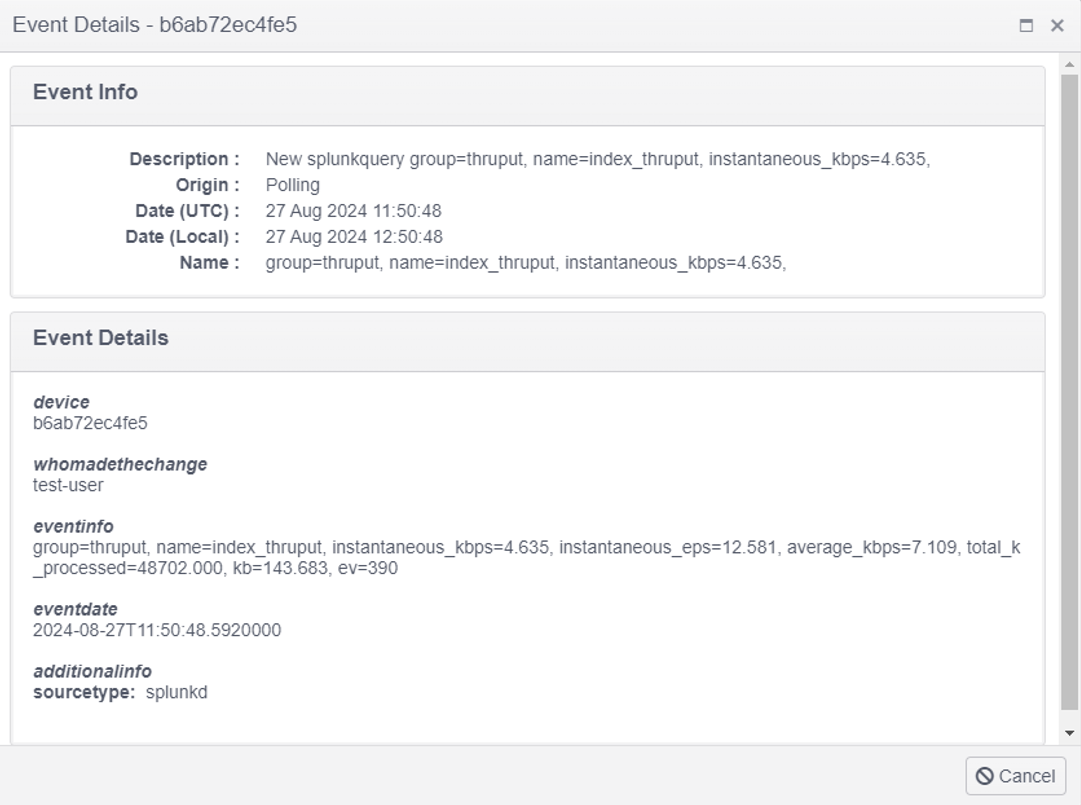 Event Details - b6ab72ec4fe5
Event Info
Description : New splunkquery group=thruput, name=index_thruput, instantaneous_kbps=4.635,
Origin : Polling
Date (UTC) : 27 Aug 2024 11:50:48
Date (Local) : 27 Aug 2024 12:50:48
Name : group=thruput, name=index_thruput, instantaneous_kbps=4.635,
Event Details
device
b6ab72ec4fe5
whomadethechange
test-user
eventinfo
group=thruput, name=index_thruput, instantaneous_kbps=4.635, instantaneous_eps=12.581, average_kbps=7.109, total_k
_processed=48702.000, kb=143.683, ev=390
eventdate
2024-08-27T11:50:48.5920000
additionalinfo
sourcetype: splunkd
Cancel